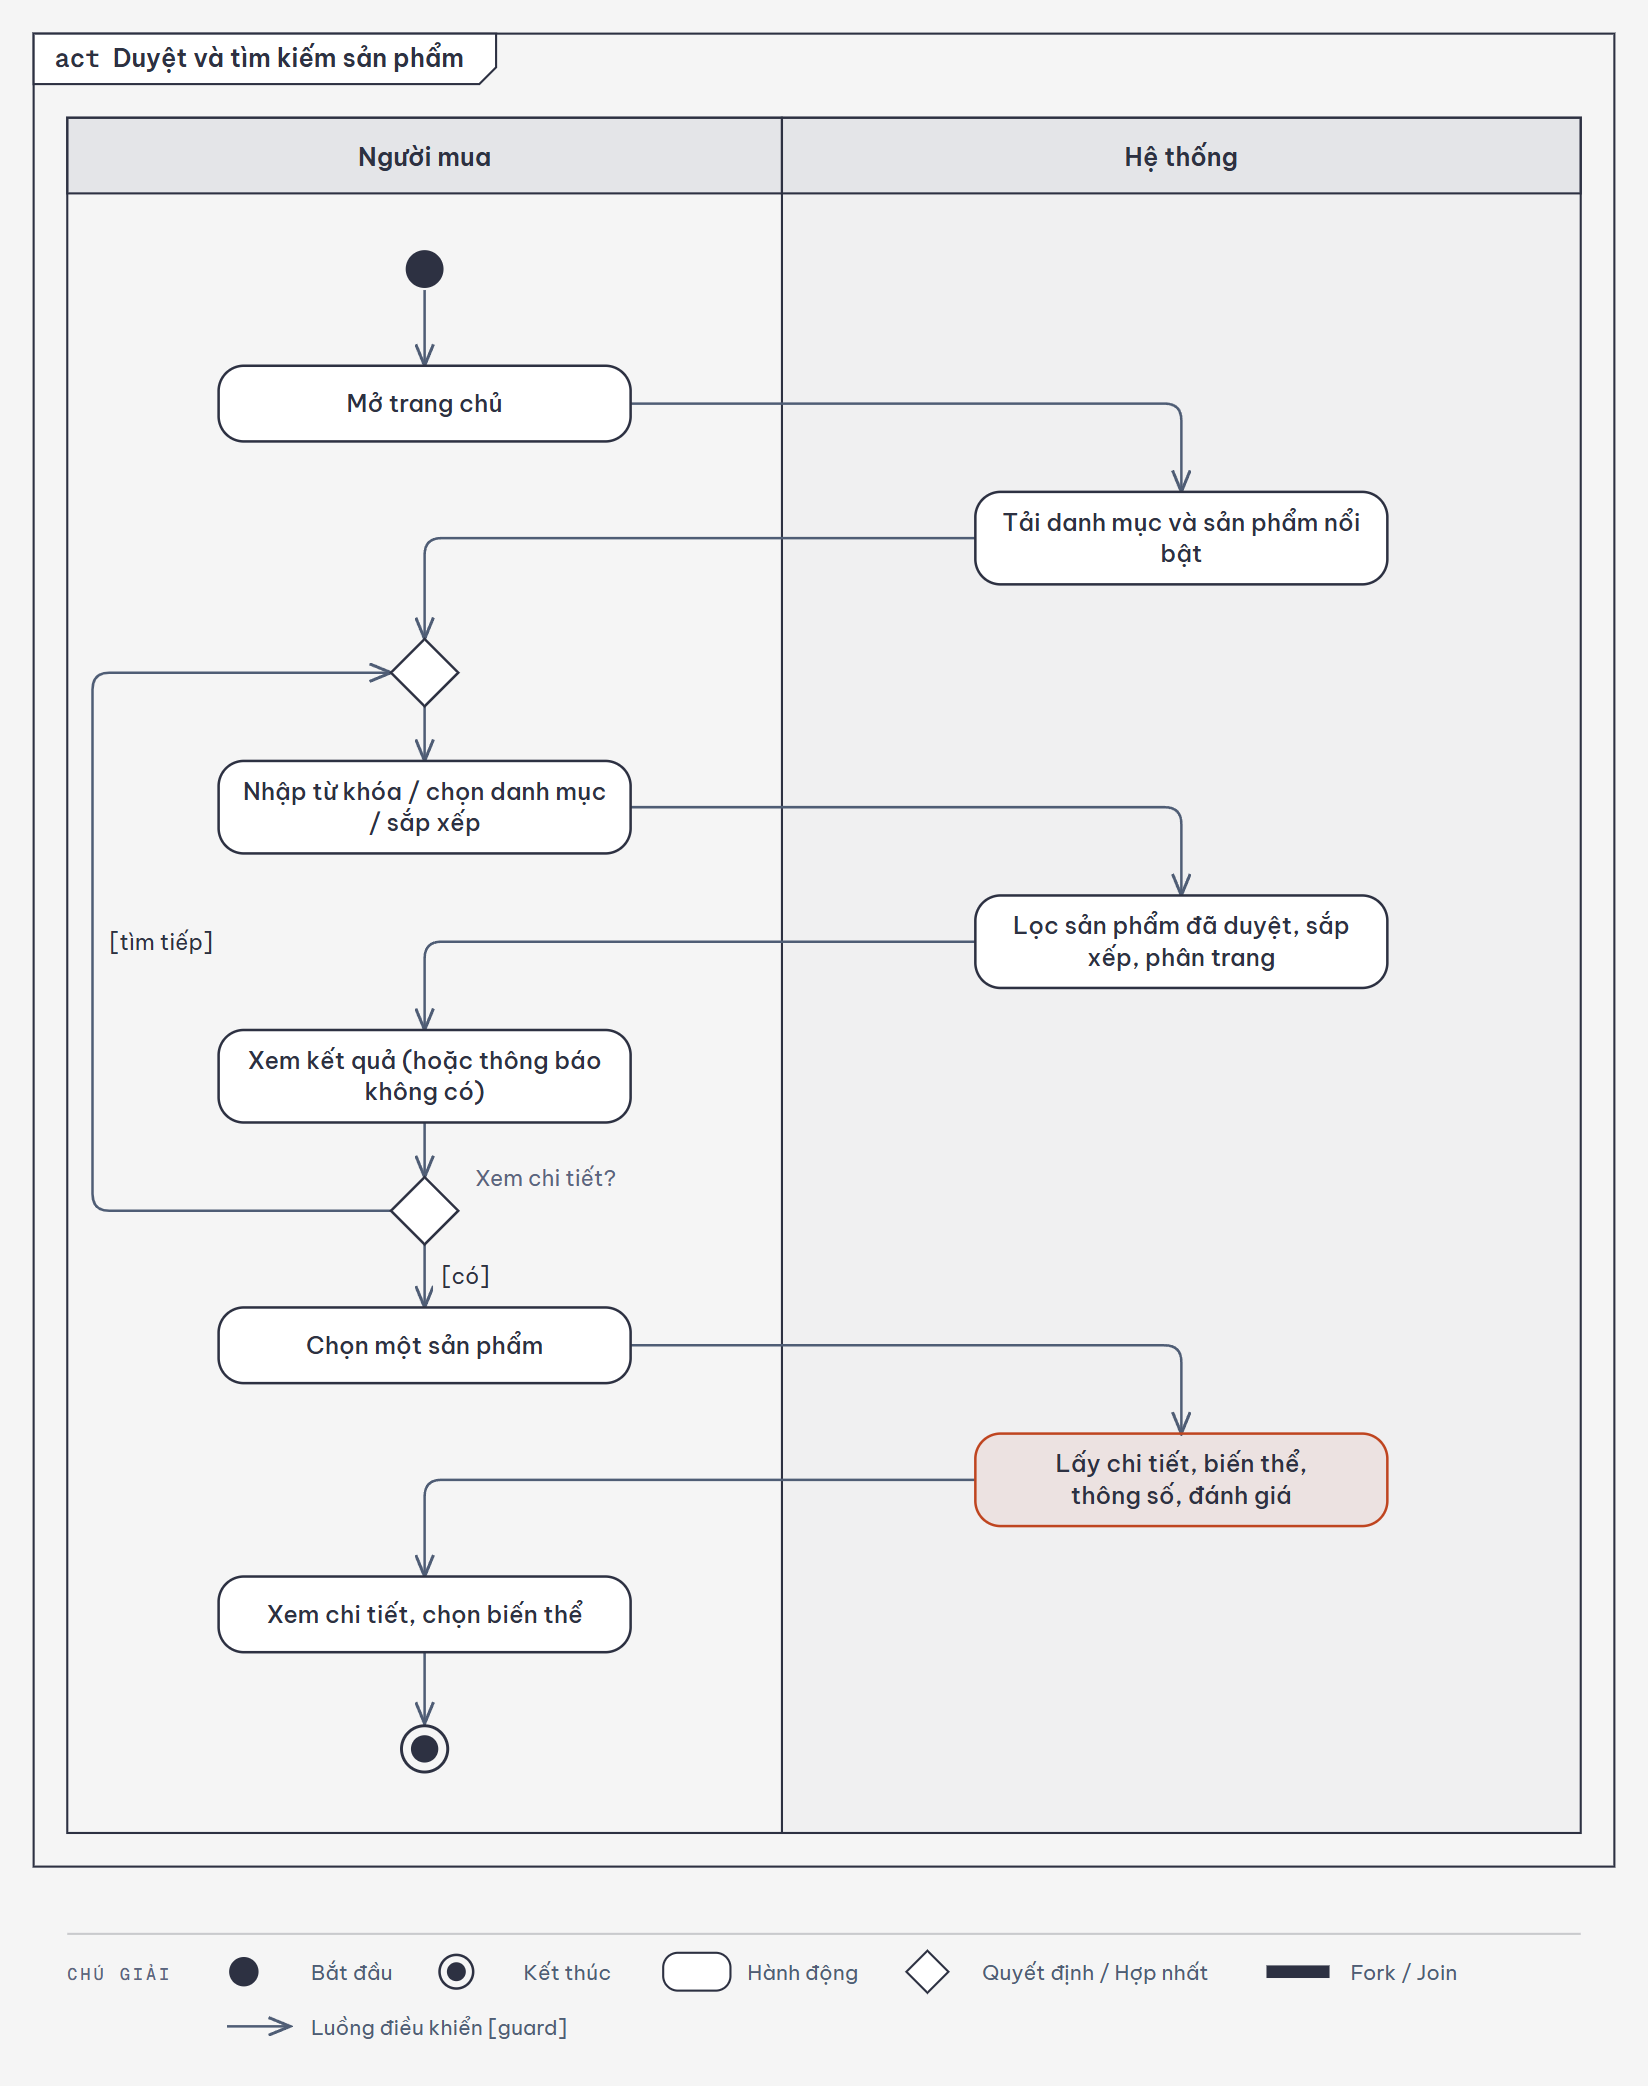 act Duyệt và tìm kiếm sản phẩm
Người mua
Hệ thống
Mở trang chủ
Tải danh mục và sản phẩm nổi
bật
Nhập từ khóa / chọn danh mục
/ sắp xếp
Lọc sản phẩm đã duyệt, sắp
xếp, phân trang
[tìm tiếp]
Xem kết quả (hoặc thông báo
không có)
Xem chi tiết?
[có]
Chọn một sản phẩm
Lấy chi tiết, biến thể,
thông số, đánh giá
Xem chi tiết, chọn biến thể
CHÚ GIẢI
Bắt đầu
Kết thúc
Hành động
Quyết định / Hợp nhất
Fork / Join
Luồng điều khiển [guard]